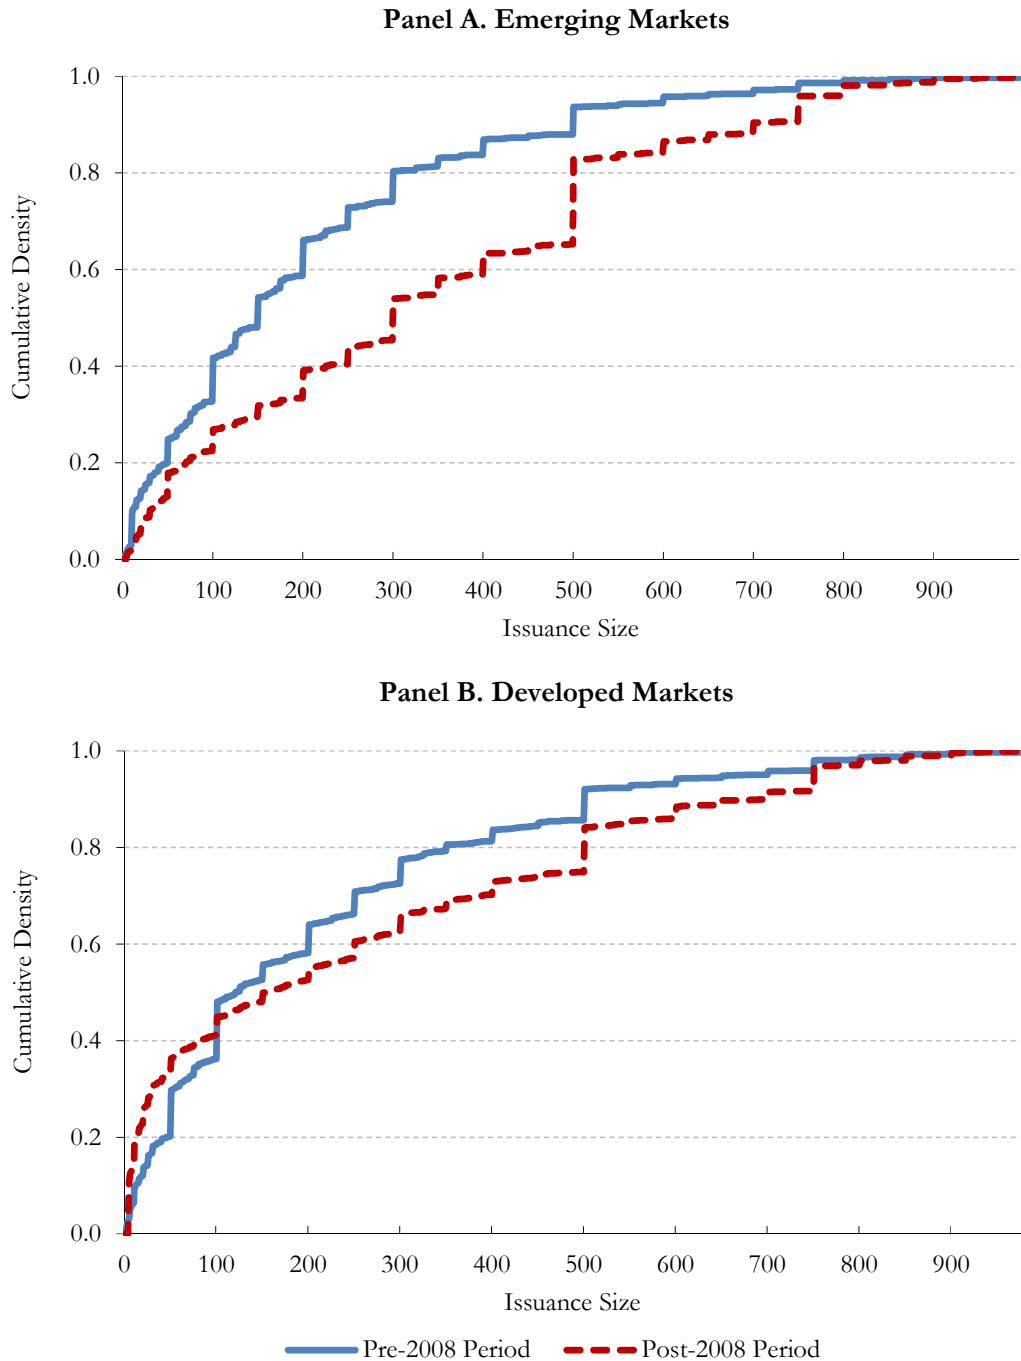 Panel A. Emerging Markets
1.0
0.8
0.6
0.4
0.2
0.0
Cumulative Density
0 100 200 300 400 500 600 700 800 900
Issuance Size
Panel B. Developed Markets
1.0
0.8
0.6
0.4
0.2
0.0
Cumulative Density
0 100 200 300 400 500 600 700 800 900
Issuance Size
Pre-2008 Period Post-2008 Period